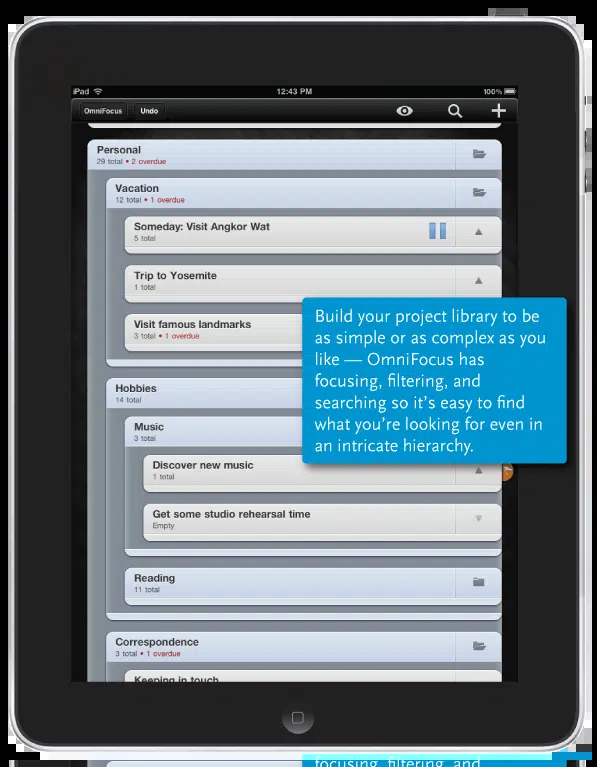 iPad 12:43 PM 100%
OmniFocus Undo
Personal
29 total • 2 overdue
Vacation
12 total • 1 overdue
Someday: Visit Angkor Wat
5 total
Trip to Yosemite
1 total
Visit famous landmarks
3 total • 1 overdue
Build your project library to be
as simple or as complex as you
like — OmniFocus has
focusing, filtering, and
searching so it's easy to find
what you're looking for even in
an intricate hierarchy.
Hobbies
14 total
Music
3 total
Discover new music
1 total
Get some studio rehearsal time
Empty
Reading
11 total
Correspondence
3 total • 1 overdue
Keeping in touch
focusing, filtering, and